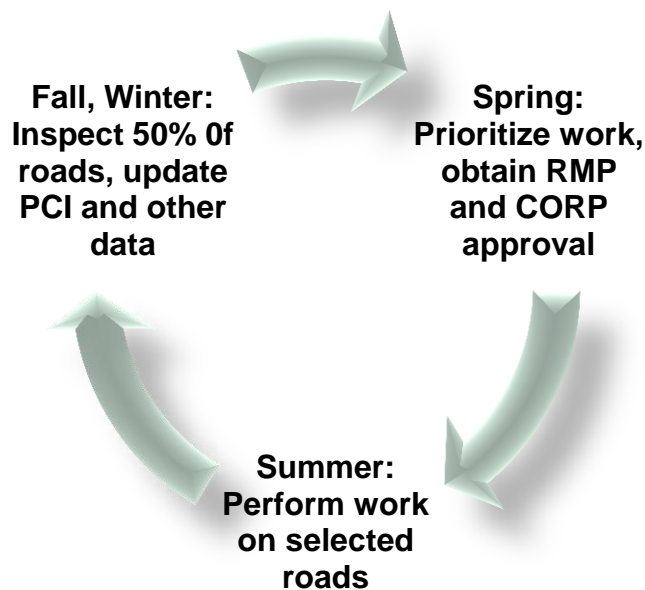 Fall, Winter:
Inspect 50% 0f
roads, update
PCI and other
data
Spring:
Prioritize work,
obtain RMP
and CORP
approval
Summer:
Perform work
on selected
roads